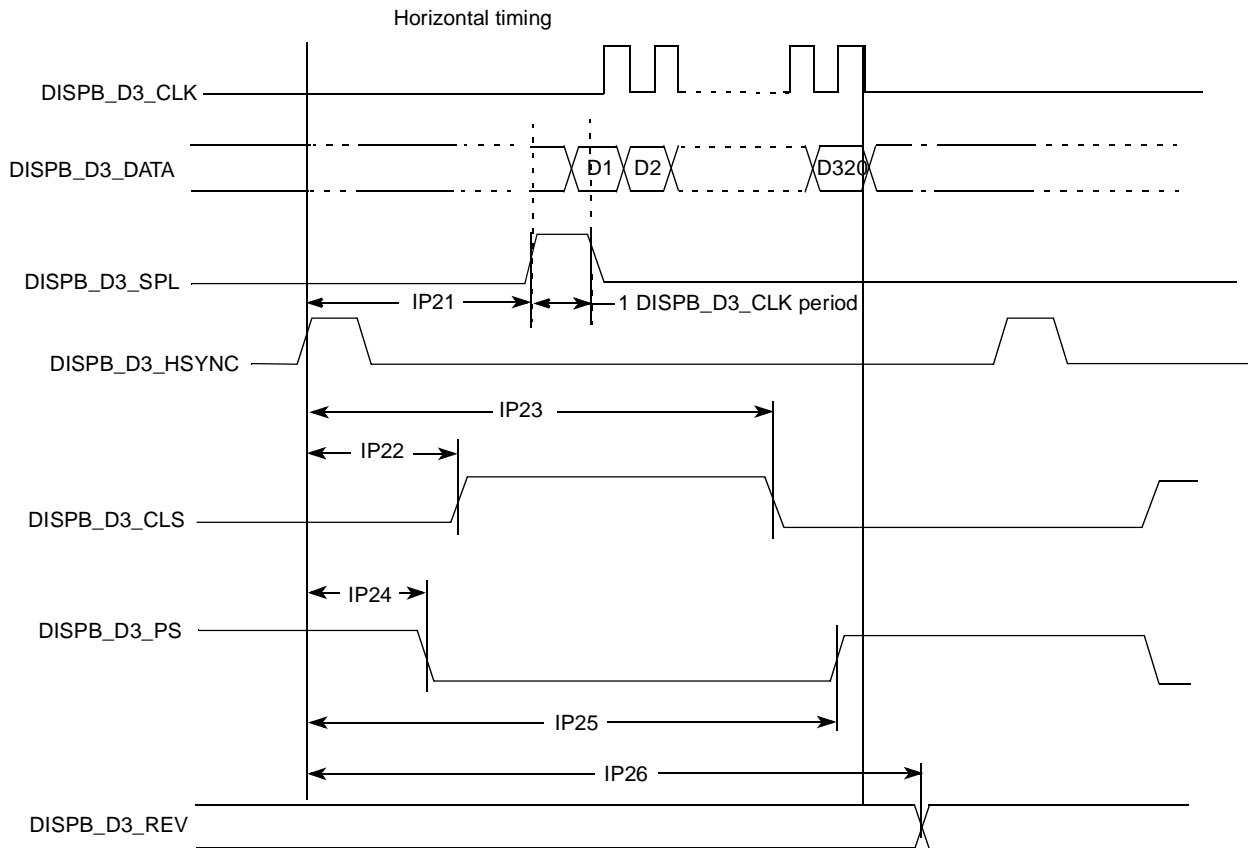 Horizontal timing
DISPB_D3_CLK
DISPB_D3_DATA
D1
D2
D320
DISPB_D3_SPL
IP21
1 DISPB_D3_CLK period
DISPB_D3_HSYNC
IP23
IP22
DISPB_D3_CLS
IP24
DISPB_D3_PS
IP25
IP26
DISPB_D3_REV